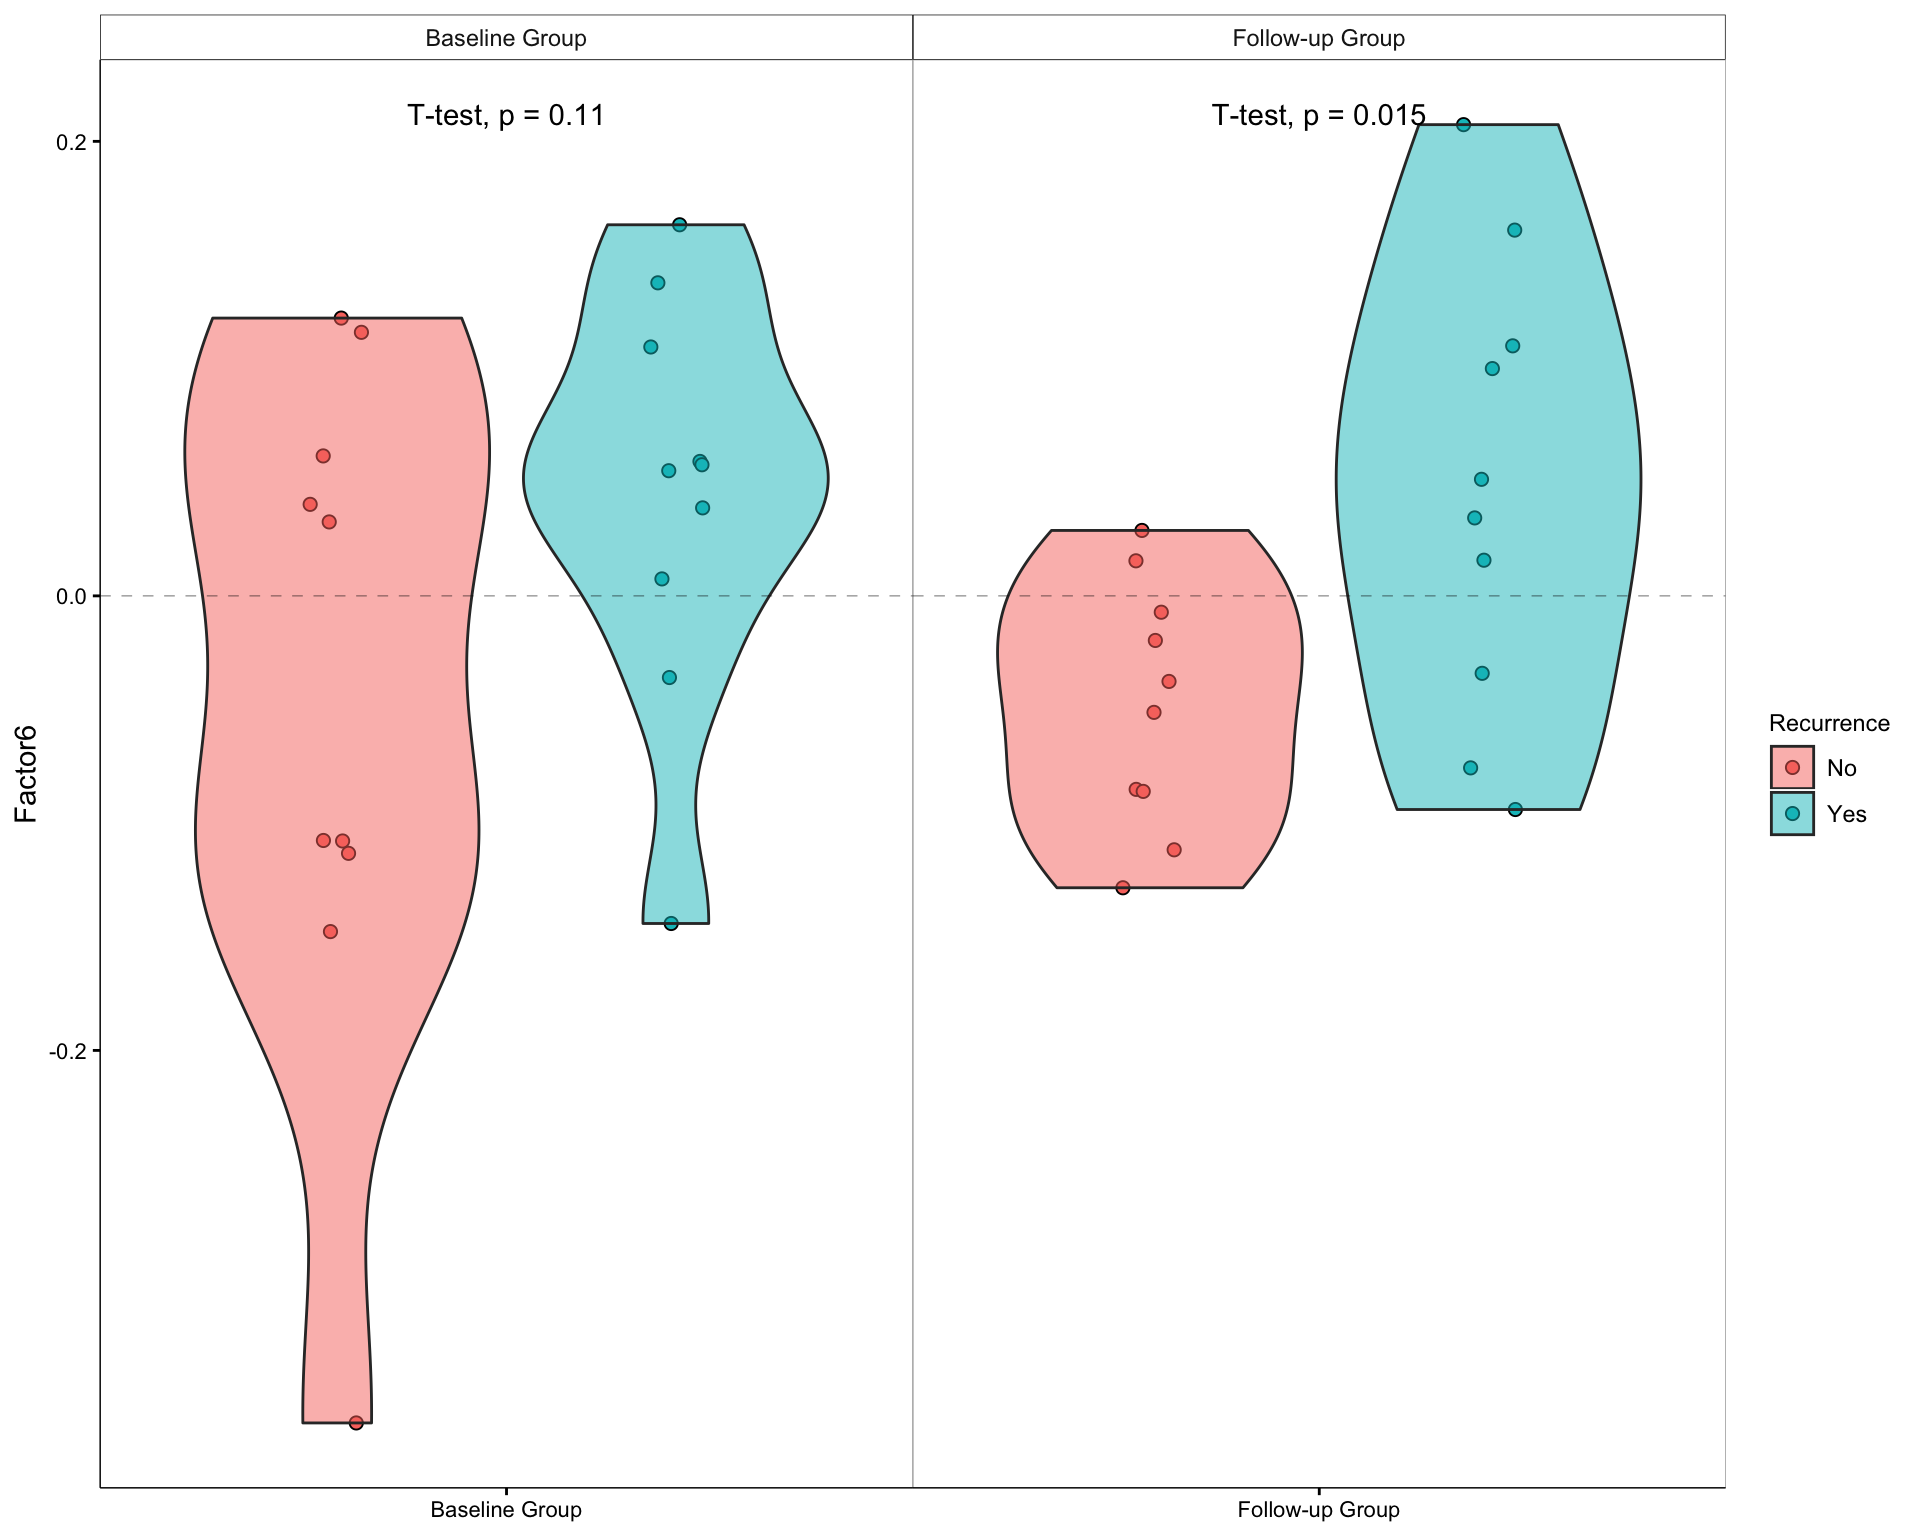 Baseline Group
Follow-up Group
T-test, p = 0.11
T-test, p = 0.015
0.2
0.0
-0.2
Factor6
Baseline Group
Follow-up Group
Recurrence
No
Yes